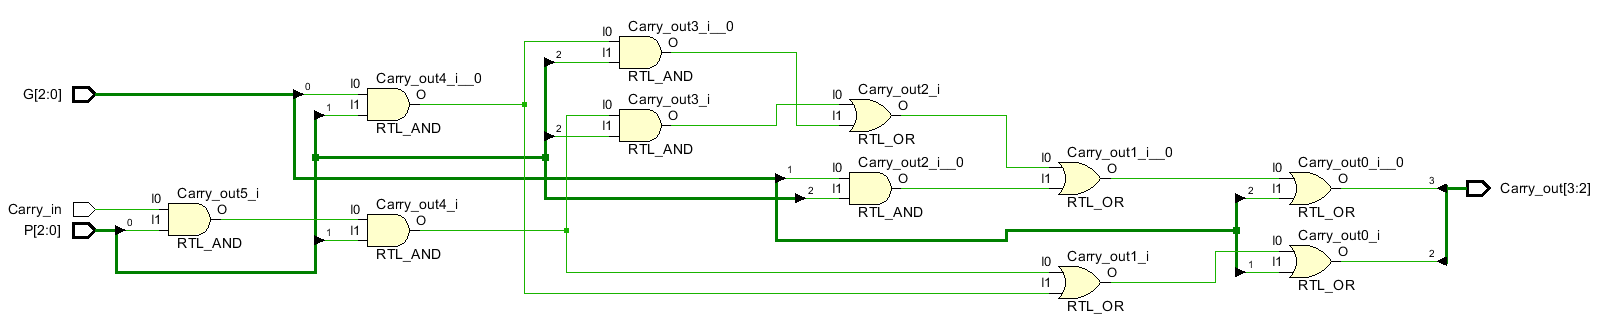 Carry_out3_i__0
I0
O
I1
2
RTL_AND
Carry_out4_i__0
G[2:0]
0
I0
O
1
I1
RTL_AND
Carry_out3_i
I0
O
2
I1
RTL_AND
Carry_out2_i
I0
O
I1
RTL_OR
Carry_out2_i__0
1
I0
O
2
I1
RTL_AND
Carry_out1_i__0
I0
O
I1
RTL_OR
Carry_out0_i__0
I0
O
2
I1
RTL_OR
3
Carry_out[3:2]
Carry_out5_i
Carry_in
I0
O
P[2:0]
0
I1
RTL_AND
Carry_out4_i
I0
O
1
I1
RTL_AND
Carry_out1_i
I0
O
I1
RTL_OR
Carry_out0_i
I0
O
1
I1
RTL_OR
2